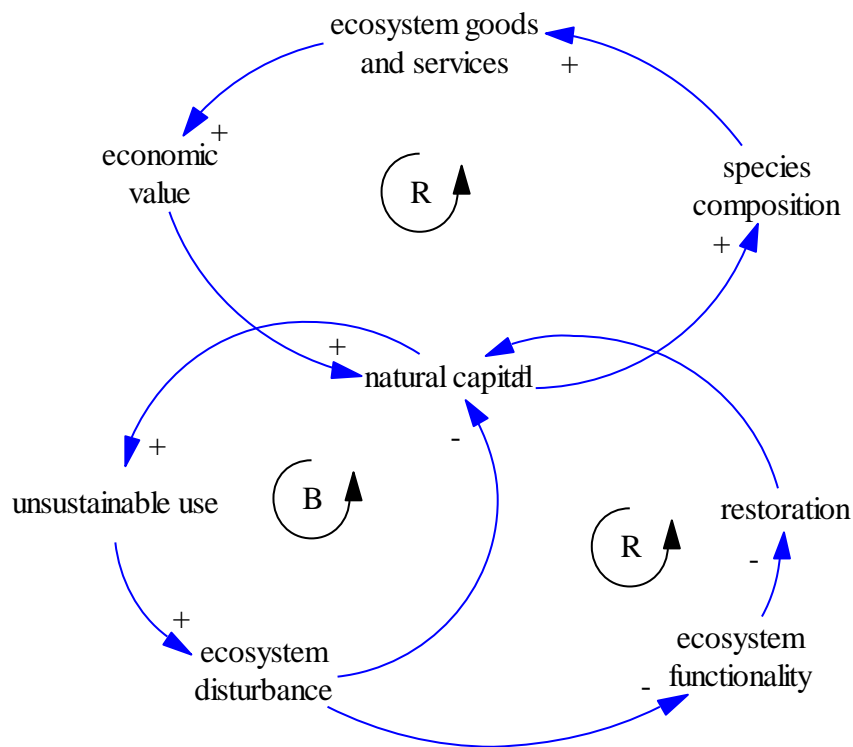 ecosystem goods
and services
+
+
economic
value
R
species
composition
+
+
natural capital
+
-
B
unsustainable use
restoration
R
-
+
ecosystem
disturbance
ecosystem
functionality
-